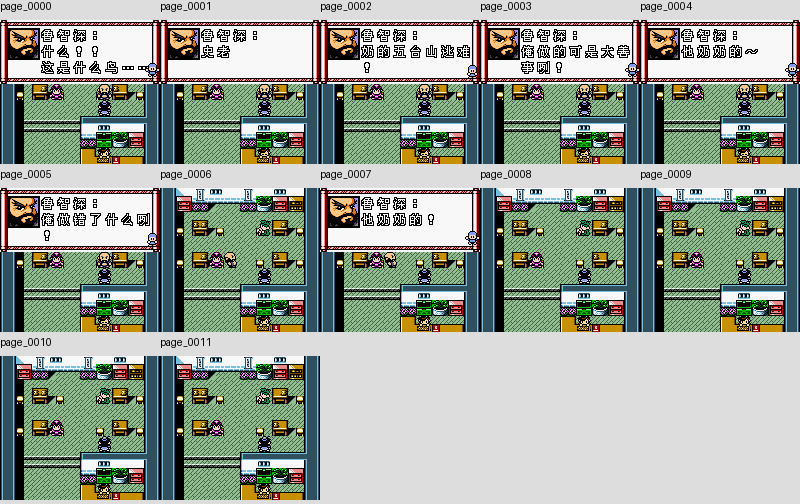 page_0000
page_0001
page_0002
page_0003
page_0004
鲁智深：
什么！！
这是什么鸟……
鲁智深：
史老
鲁智深：
奶的五台山逃难
！
鲁智深：
俺做的可是大善
事咧！
鲁智深：
他奶奶的～
page_0005
page_0006
page_0007
page_0008
page_0009
鲁智深：
俺做错了什么咧
！
鲁智深：
他奶奶的！
page_0010
page_0011